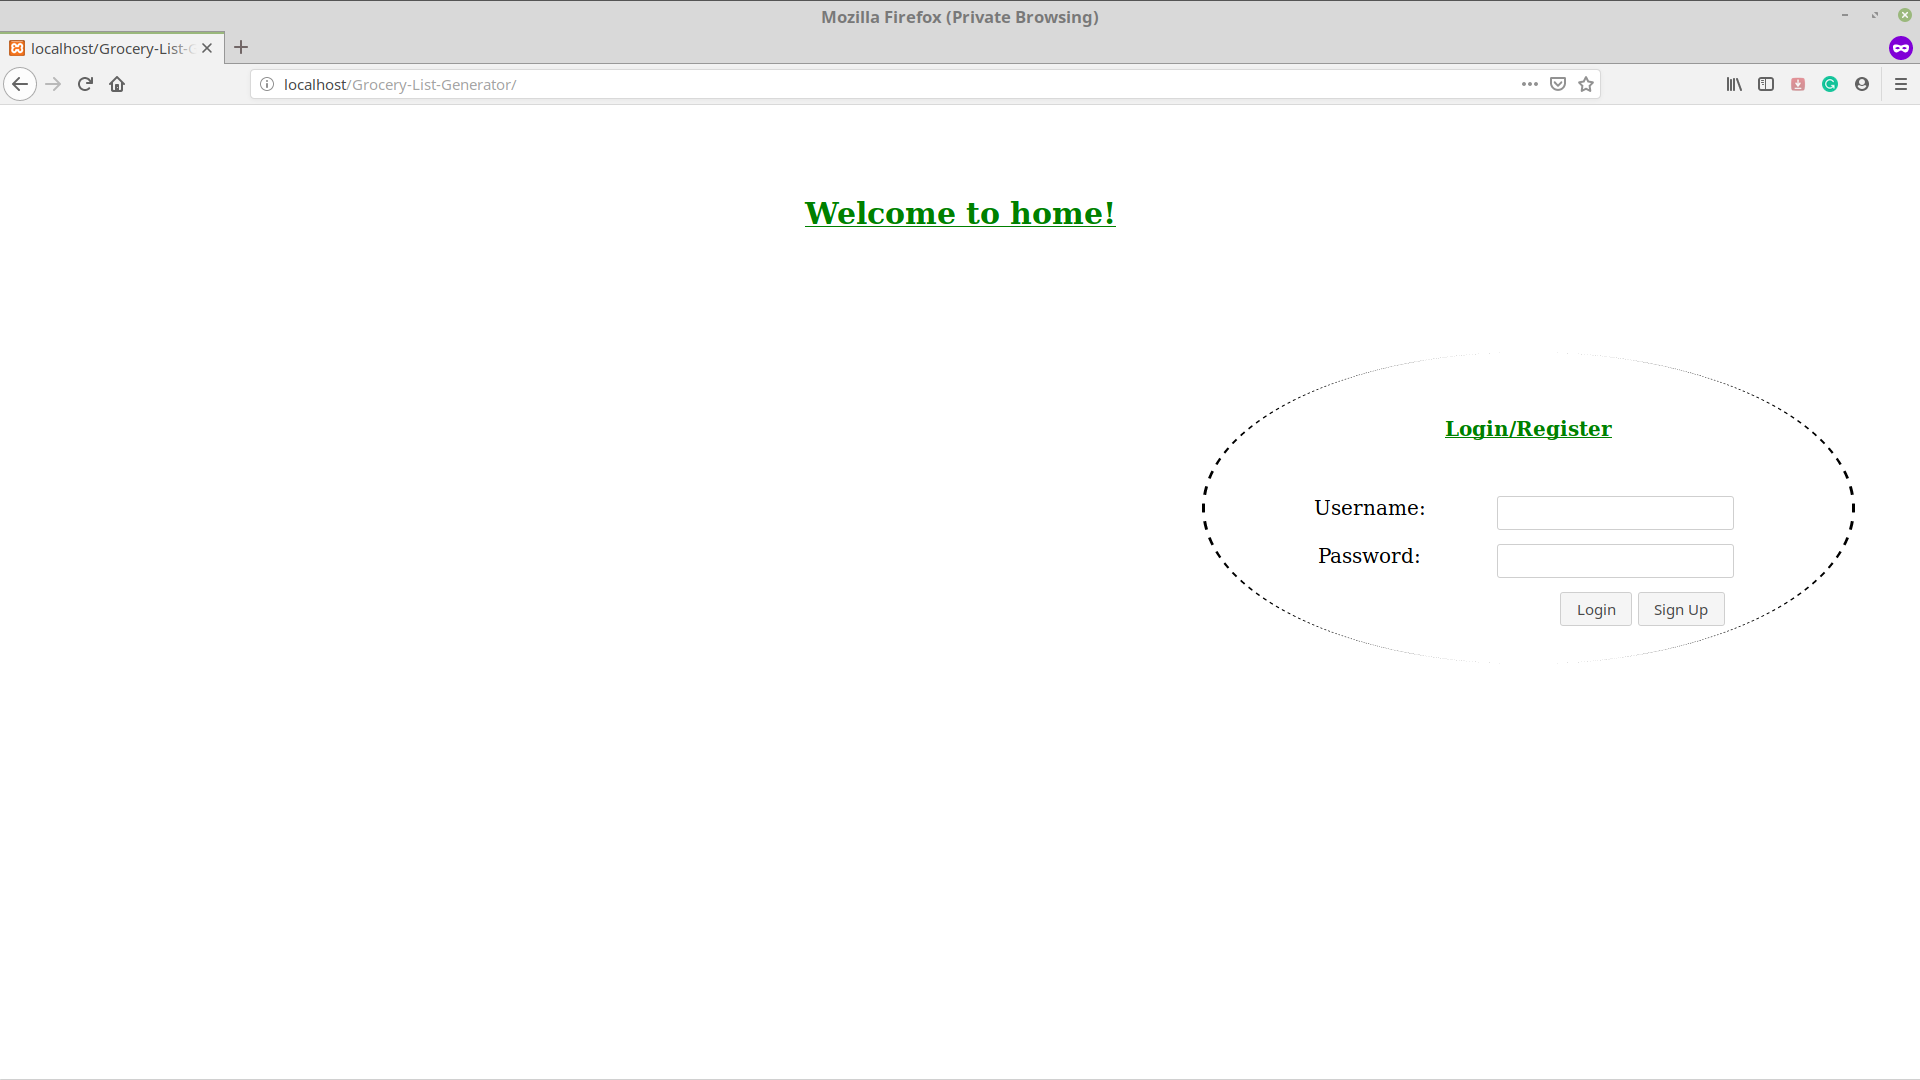 Mozilla Firefox (Private Browsing)
localhost/Grocery-List-G
localhost/Grocery-List-Generator/
Welcome to home!
Login/Register
Username:
Password:
Login Sign Up